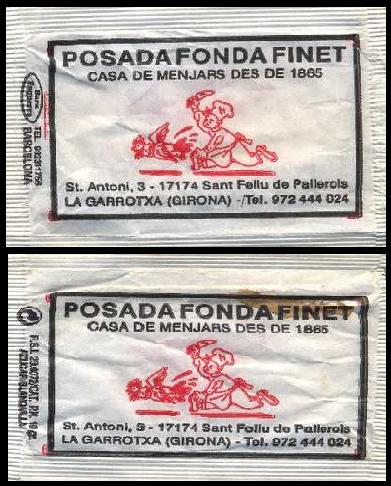 POSADA FONDA FINET
CASA DE MENJARS DES DE 1865
St. Antoni, 3 - 17174 Sant Feliu de Pallerols
LA GARROTXA (GIRONA) - Tel. 972 444 024
TEL.
BARCELONA
POSADA FONDA FINET
CASA DE MENJARS DES DE 1865
St. Antoni, 3 - 17174 Sant Feliu de Pallerols
LA GARROTXA (GIRONA) - Tel. 972 444 024